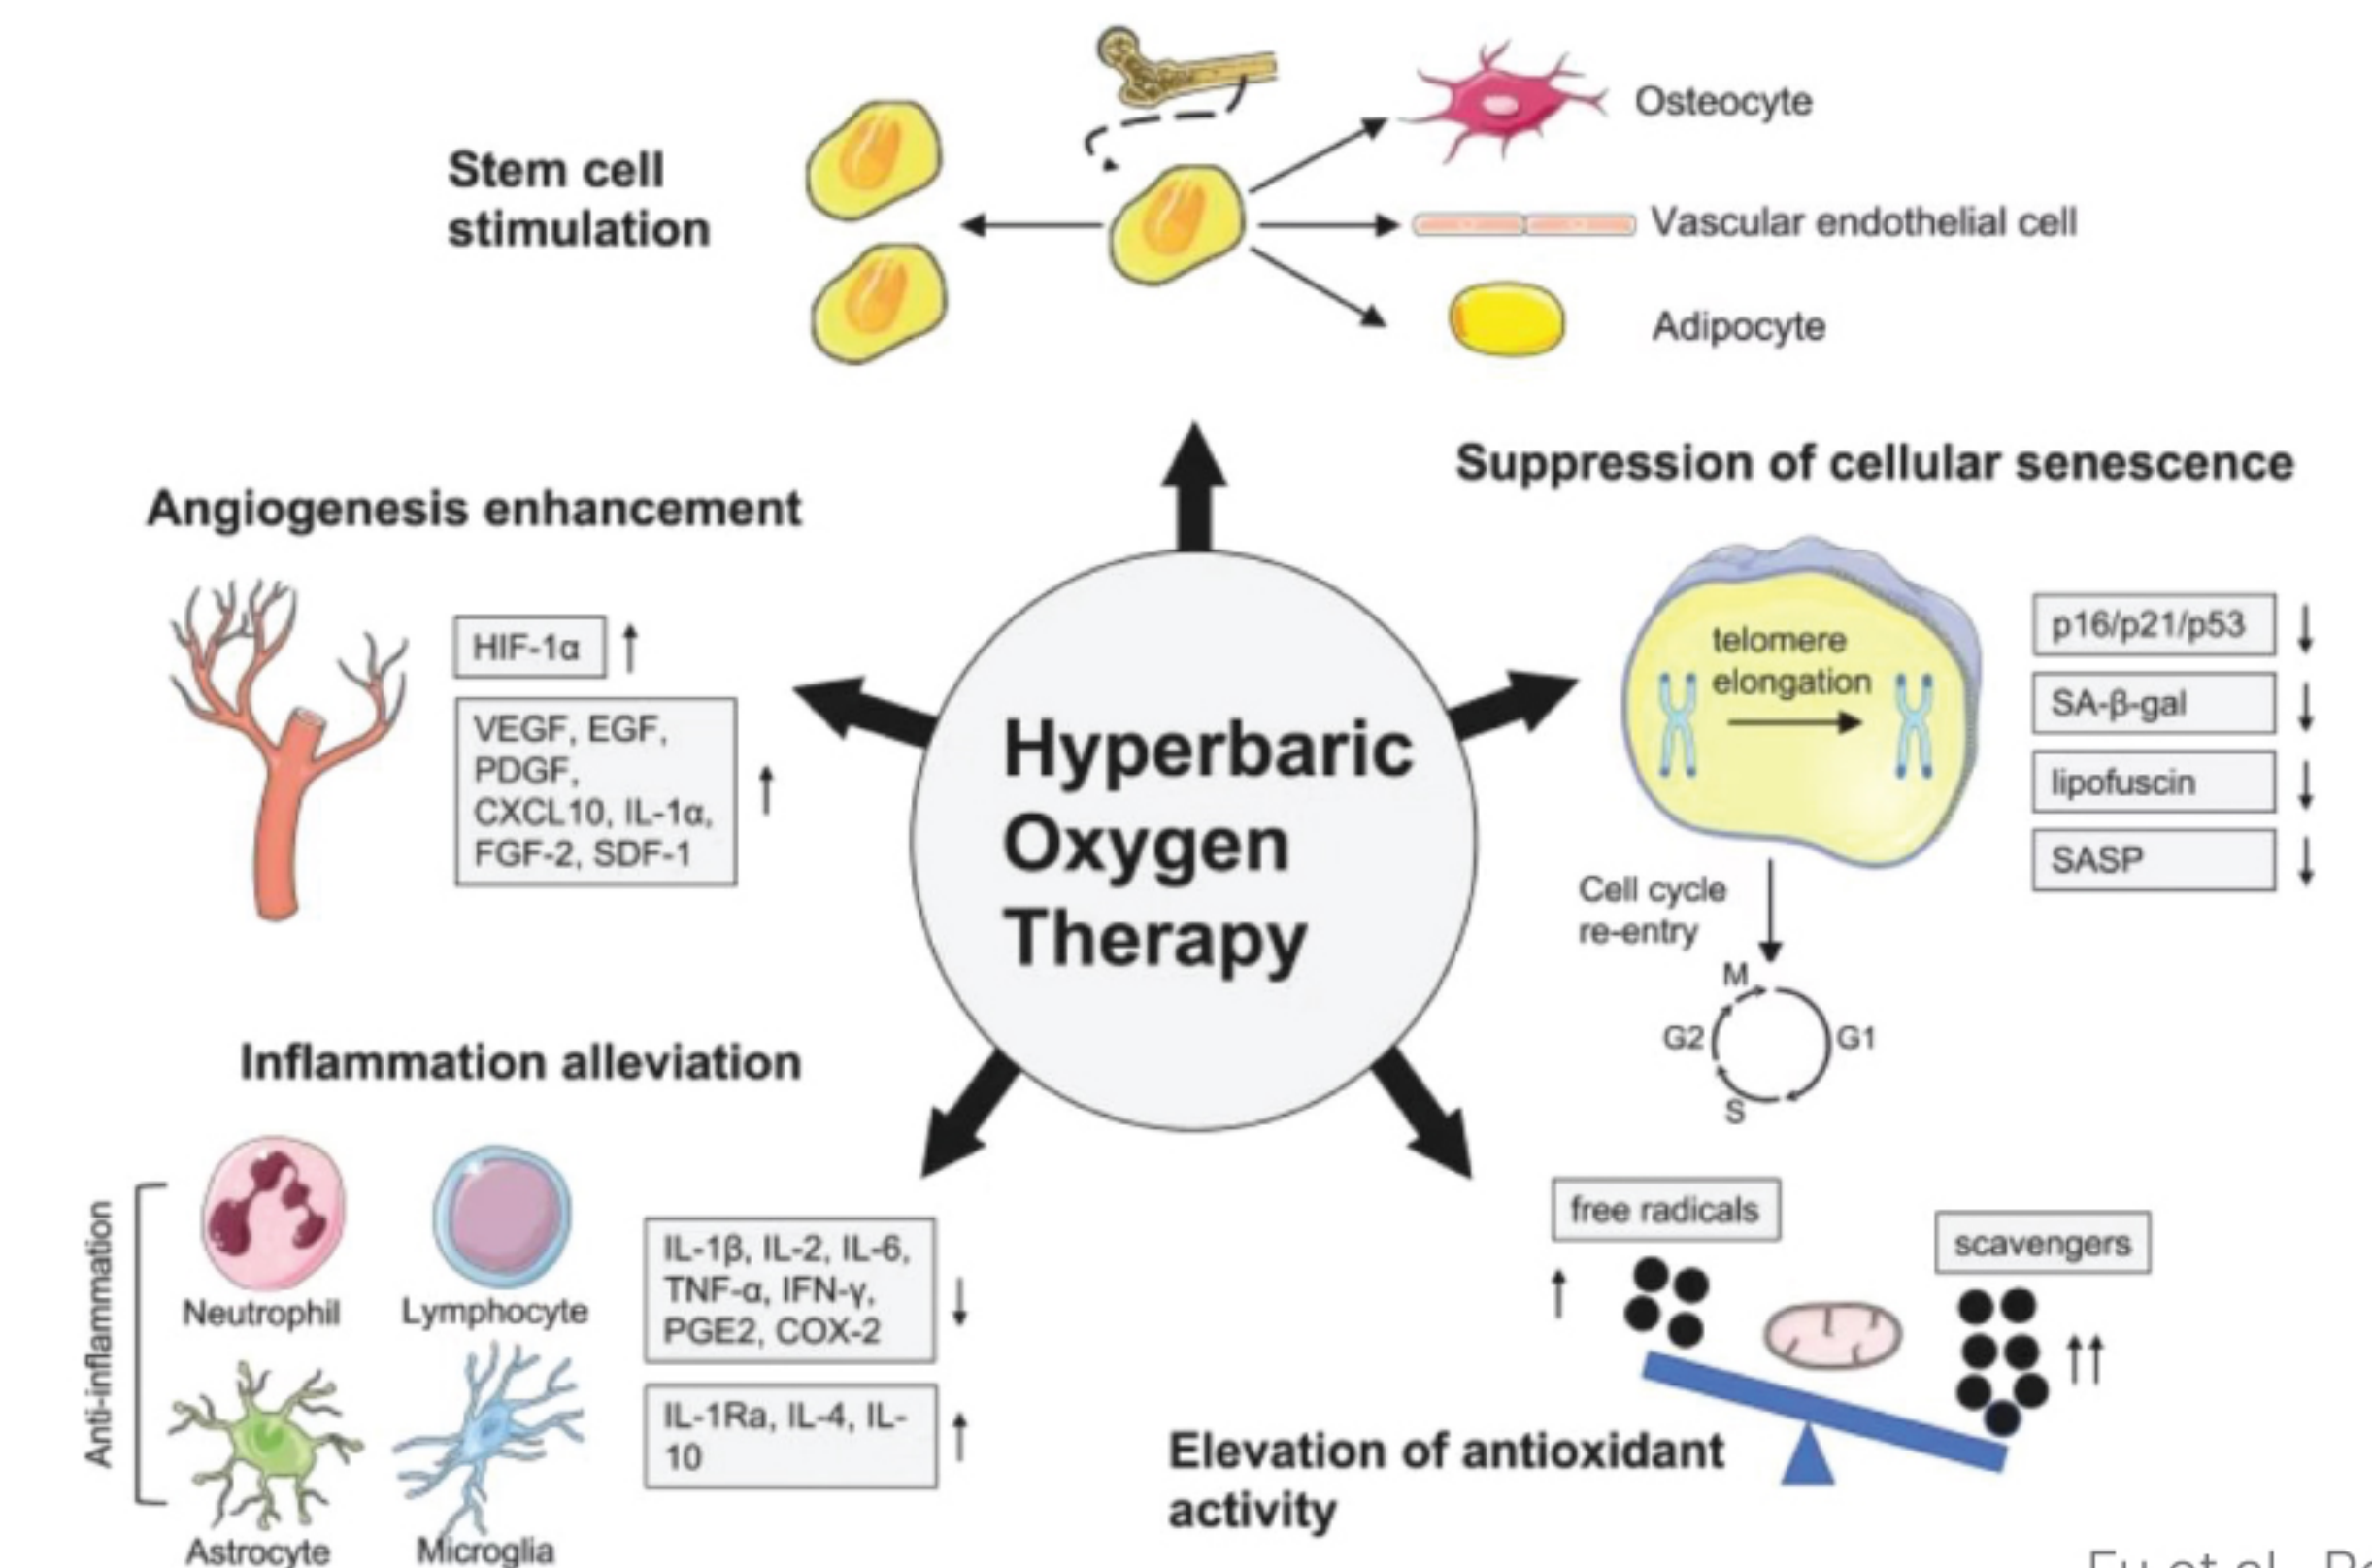 Stem cell
stimulation
Osteocyte
Vascular endothelial cell
Adipocyte
Angiogenesis enhancement
HIF-1α ↑
VEGF, EGF,
PDGF,
CXCL10, IL-1α,
FGF-2, SDF-1
↑
Hyperbaric
Oxygen
Therapy
Suppression of cellular senescence
telomere
elongation
p16/p21/p53 ↓
SA-β-gal ↓
lipofuscin ↓
SASP ↓
Cell cycle
re-entry
M
G2
G1
S
Inflammation alleviation
Anti-inflammation
Neutrophil
Lymphocyte
Astrocyte
Microglia
IL-1β, IL-2, IL-6,
TNF-α, IFN-γ,
PGE2, COX-2
↓
IL-1Ra, IL-4, IL-
10
↑
free radicals
↑
scavengers
↑↑
Elevation of antioxidant
activity